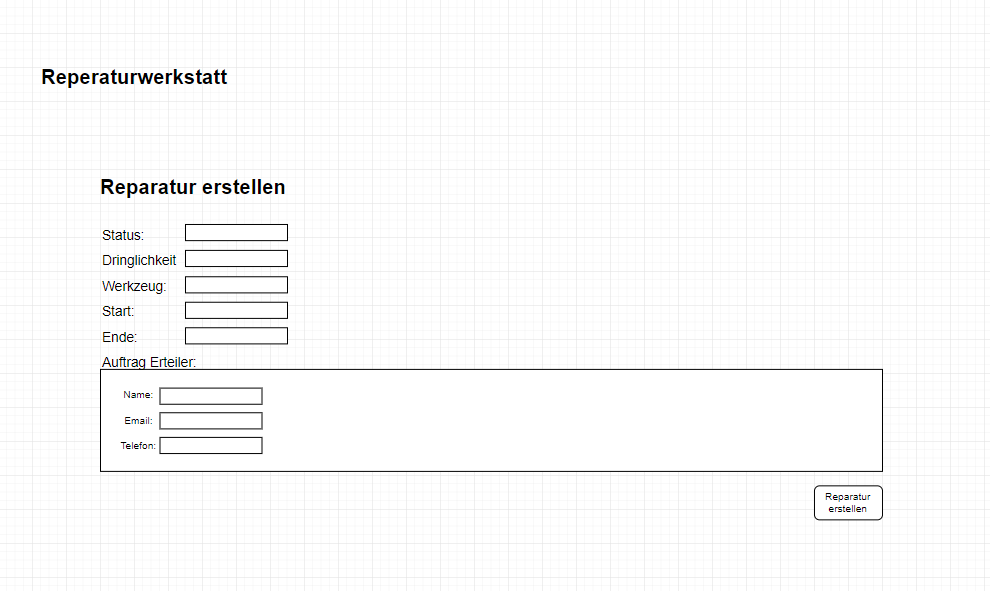 Reperaturwerkstatt
Reparatur erstellen
Status:
Dringlichkeit
Werkzeug:
Start:
Ende:
Auftrag Erteiler:
Name:
Email:
Telefon:
Reparatur
erstellen